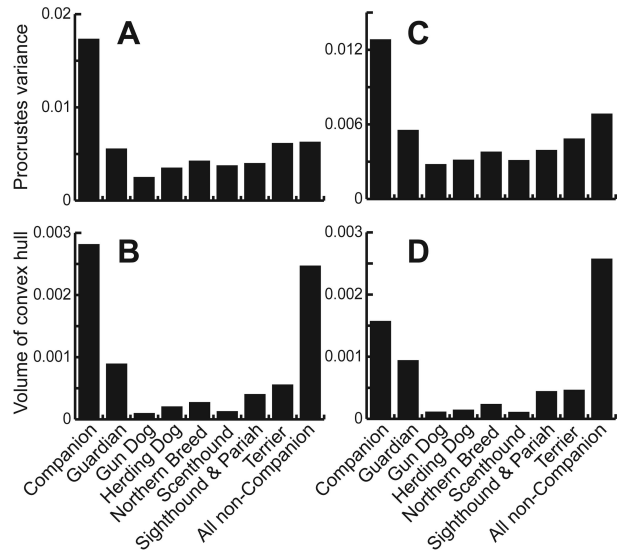 Procrustes variance
0.02
0.01
0
A
0.012
0.006
0
C
Volume of convex hull
0.003
0.002
0.001
0
B
0.003
0.002
0.001
0
D
Companion
Guardian
Gun Dog
Herding Dog
Northern Breed
Scenthound
Sighthound & Pariah
Terrier
All non-Companion
Companion
Guardian
Gun Dog
Herding Dog
Northern Breed
Scenthound
Sighthound & Pariah
Terrier
All non-Companion